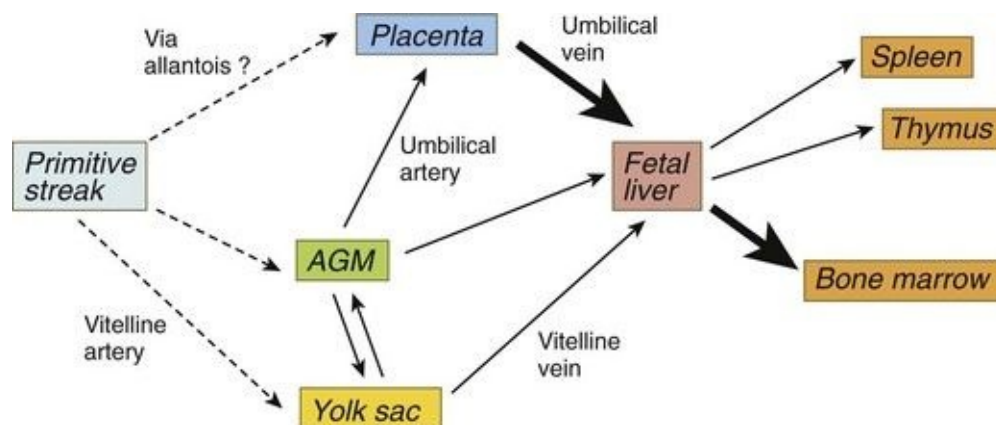 Via
allantois ?
Placenta
Umbilical
vein
Spleen
Thymus
Primitive
streak
Umbilical
artery
Fetal
liver
AGM
Bone marrow
Vitelline
artery
Vitelline
vein
Yolk sac